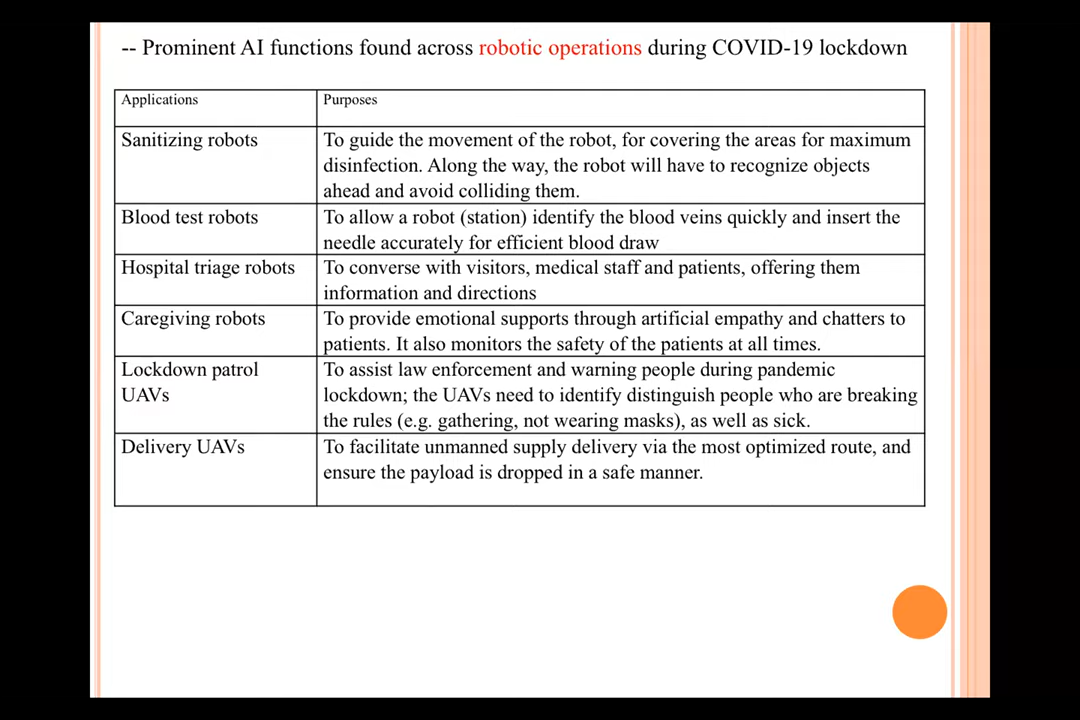 -- Prominent AI functions found across robotic operations during COVID-19 lockdown
Applications
Purposes
Sanitizing robots
To guide the movement of the robot, for covering the areas for maximum
disinfection. Along the way, the robot will have to recognize objects
ahead and avoid colliding them.
Blood test robots
To allow a robot (station) identify the blood veins quickly and insert the
needle accurately for efficient blood draw
Hospital triage robots
To converse with visitors, medical staff and patients, offering them
information and directions
Caregiving robots
To provide emotional supports through artificial empathy and chatters to
patients. It also monitors the safety of the patients at all times.
Lockdown patrol
UAVs
To assist law enforcement and warning people during pandemic
lockdown; the UAVs need to identify distinguish people who are breaking
the rules (e.g. gathering, not wearing masks), as well as sick.
Delivery UAVs
To facilitate unmanned supply delivery via the most optimized route, and
ensure the payload is dropped in a safe manner.